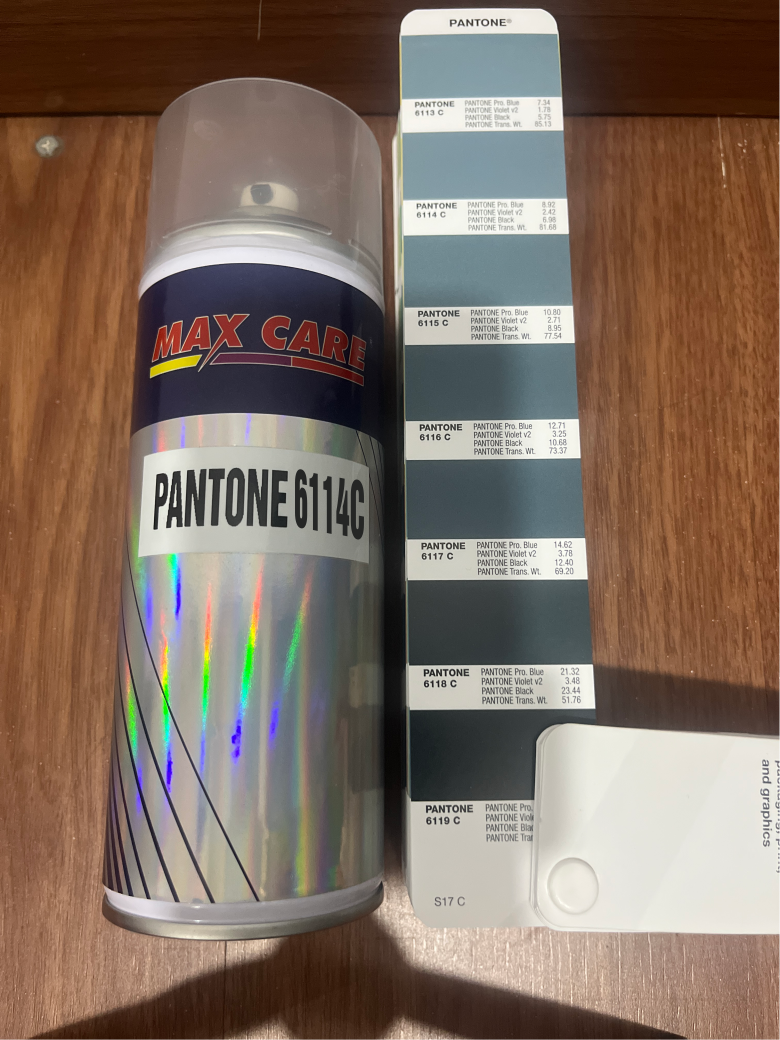 MAX CARE
PANTONE 6114C
PANTONE®
PANTONE 6113 C
PANTONE Pro. Blue 7.34
PANTONE Violet v2 1.78
PANTONE Black 5.75
PANTONE Trans. Wt. 85.13
PANTONE 6114 C
PANTONE Pro. Blue 8.92
PANTONE Violet v2 2.42
PANTONE Black 6.98
PANTONE Trans. Wt. 81.68
PANTONE 6115 C
PANTONE Pro. Blue 10.80
PANTONE Violet v2 2.71
PANTONE Black 8.95
PANTONE Trans. Wt. 77.54
PANTONE 6116 C
PANTONE Pro. Blue 12.71
PANTONE Violet v2 3.25
PANTONE Black 10.68
PANTONE Trans. Wt. 73.37
PANTONE 6117 C
PANTONE Pro. Blue 14.62
PANTONE Violet v2 3.78
PANTONE Black 12.40
PANTONE Trans. Wt. 69.20
PANTONE 6118 C
PANTONE Pro. Blue 21.32
PANTONE Violet v2 3.48
PANTONE Black 23.44
PANTONE Trans. Wt. 51.76
PANTONE 6119 C
PANTONE Pro.
PANTONE
PANTONE
PANTONE
S17 C
and graphics